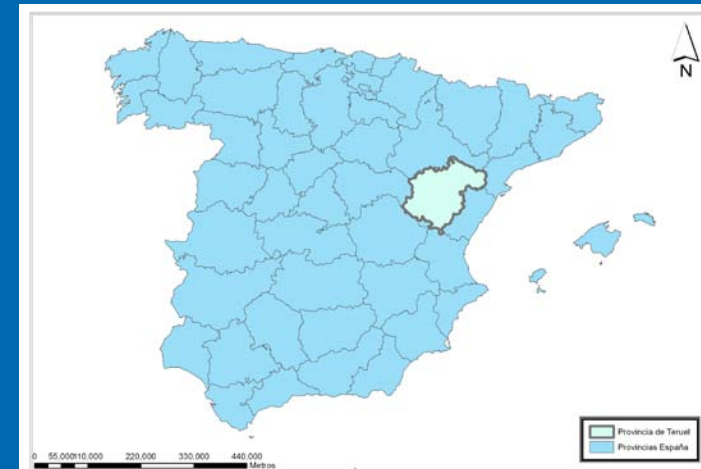 N
Provincia de Teruel
Provincias España
0 55,000110,000 220,000 330,000 440,000
Metros